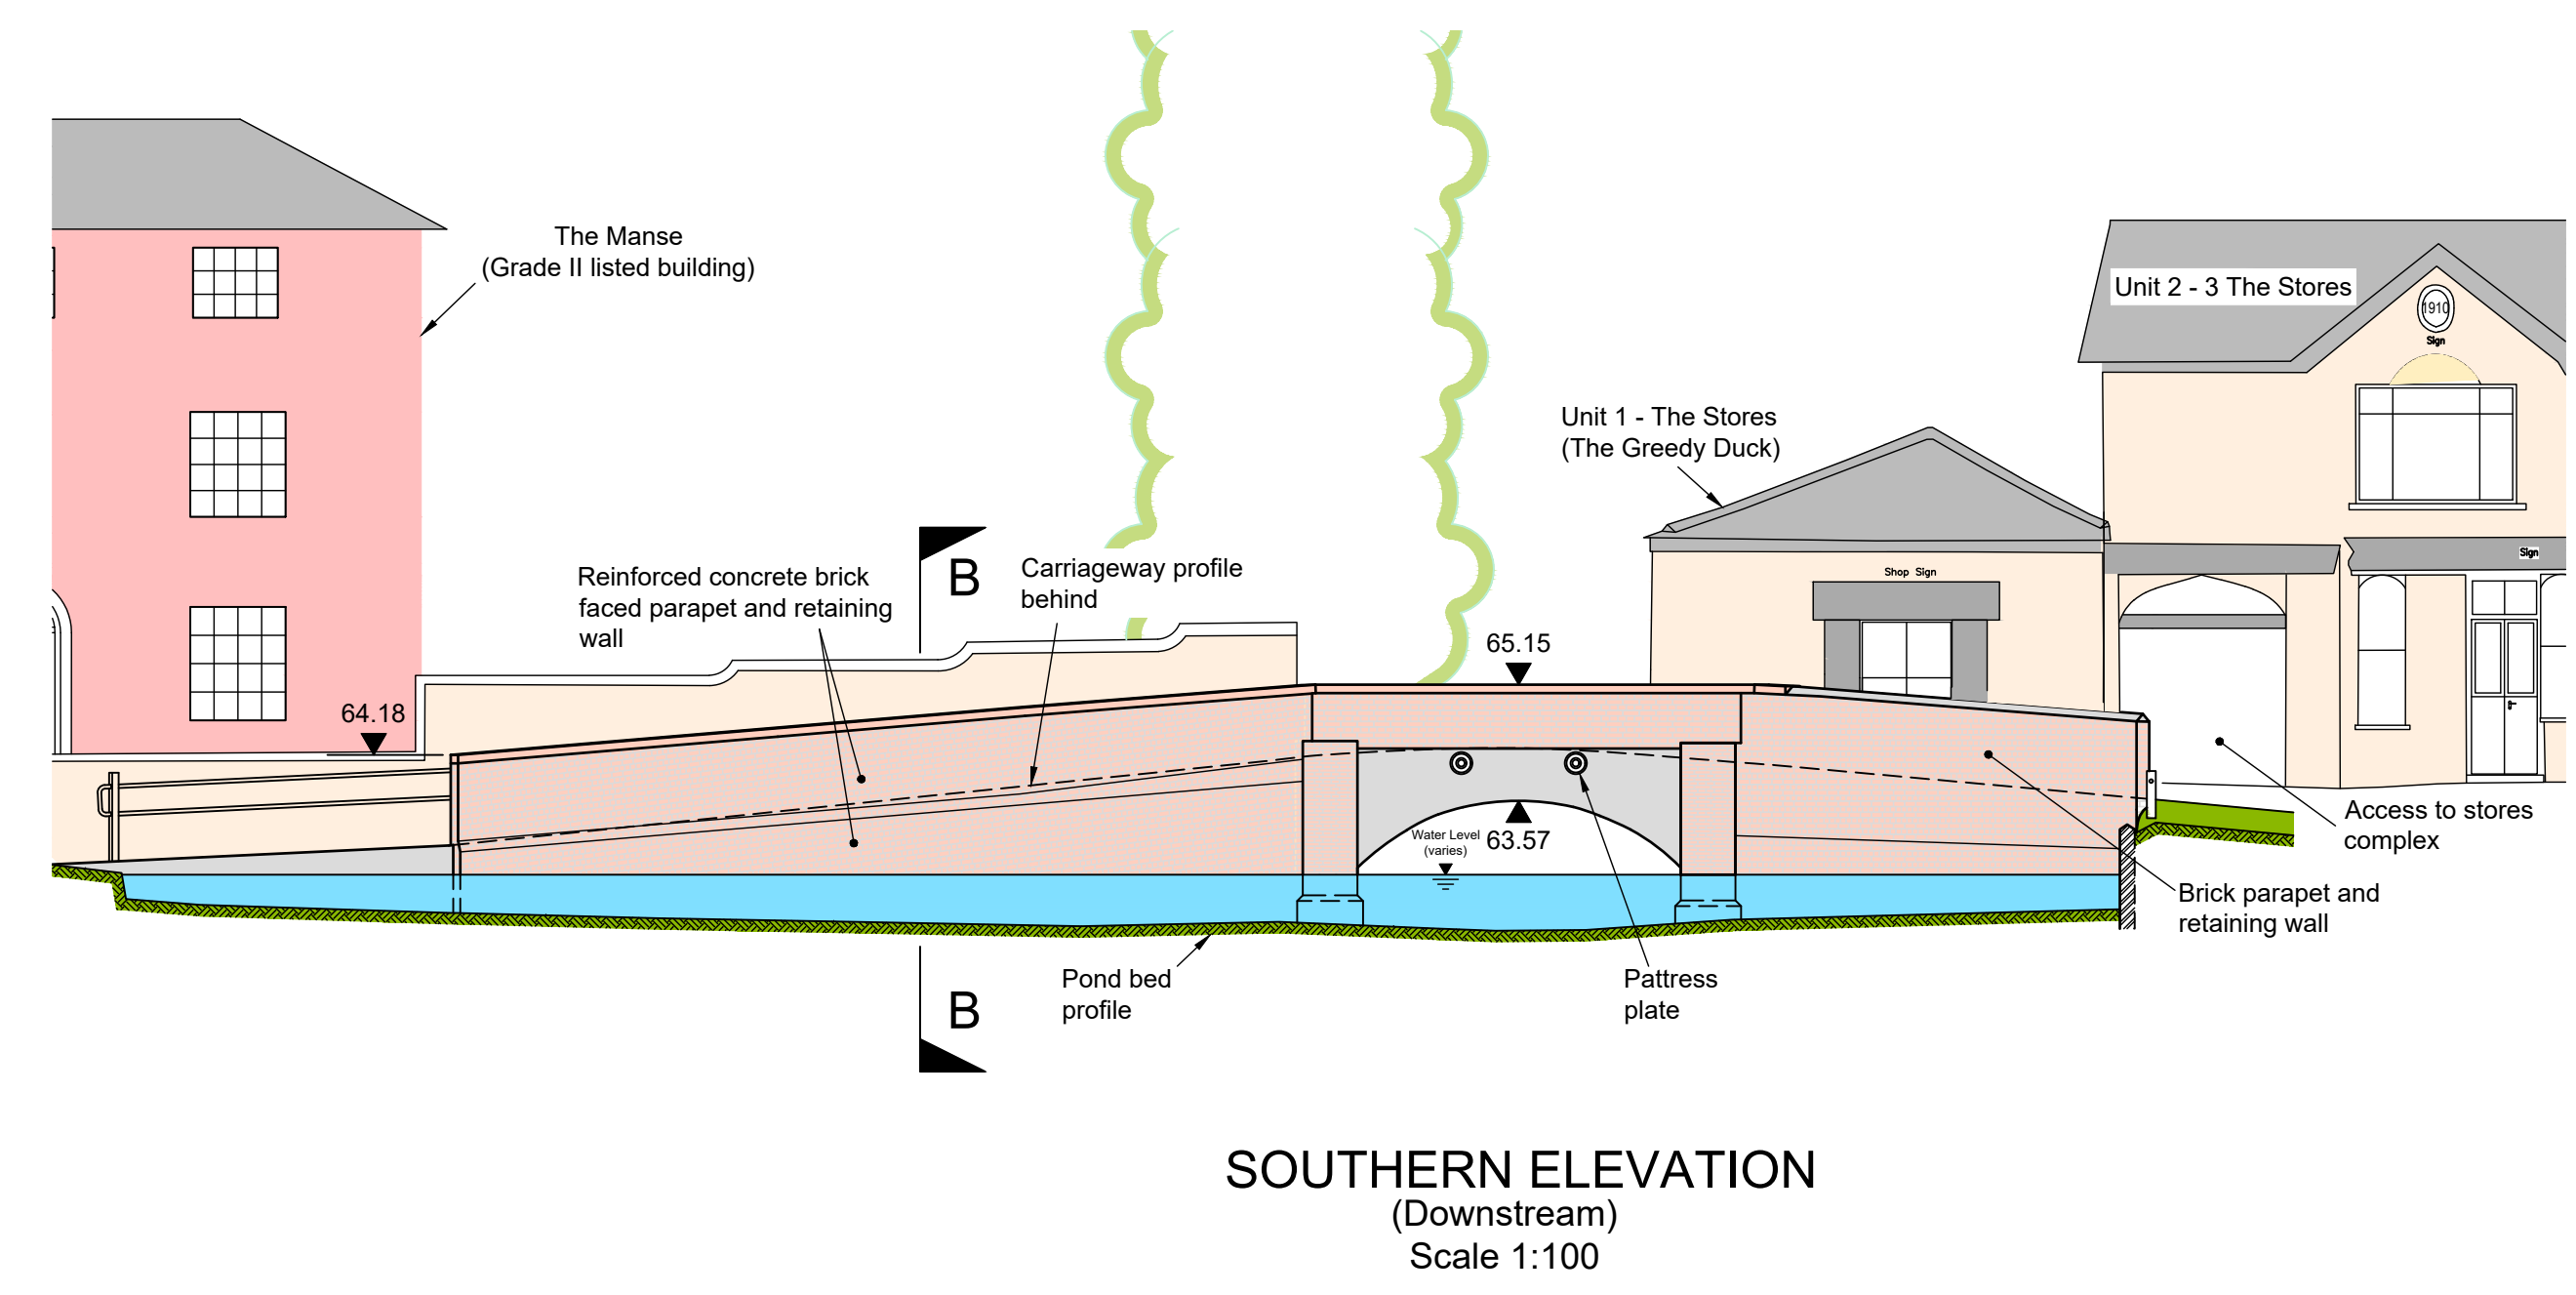 The Manse
(Grade II listed building)
Unit 2 - 3 The Stores
1910
Sign
Unit 1 - The Stores
(The Greedy Duck)
Sign
Shop Sign
Reinforced concrete brick
faced parapet and retaining
wall
B
Carriageway profile
behind
65.15
64.18
Water Level
(varies)
63.57
Access to stores
complex
Brick parapet and
retaining wall
Pond bed
profile
Pattress
plate
B
SOUTHERN ELEVATION
(Downstream)
Scale 1:100